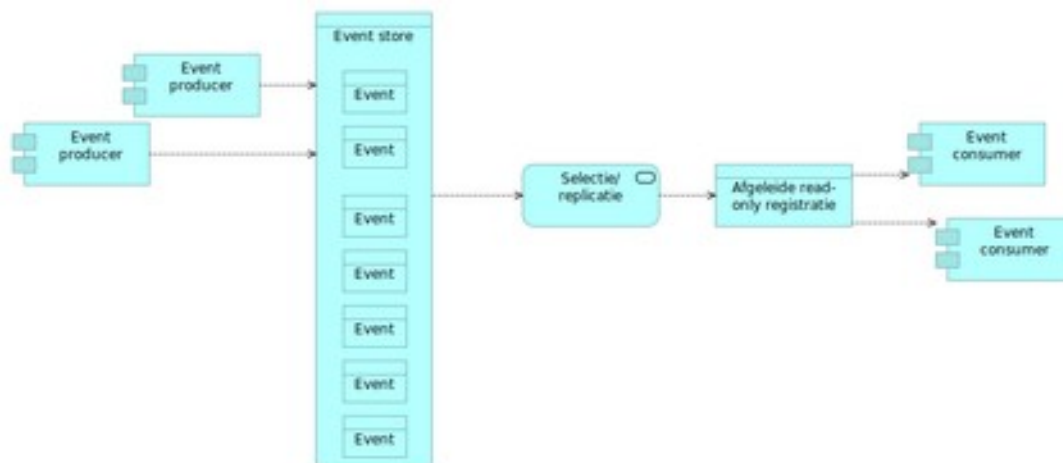 Event store
Event
producer
Event
producer
Event
Event
Event
Event
Event
Event
Event
Selectie/
replicatie
Afgeleide read-
only registratie
Event
consumer
Event
consumer